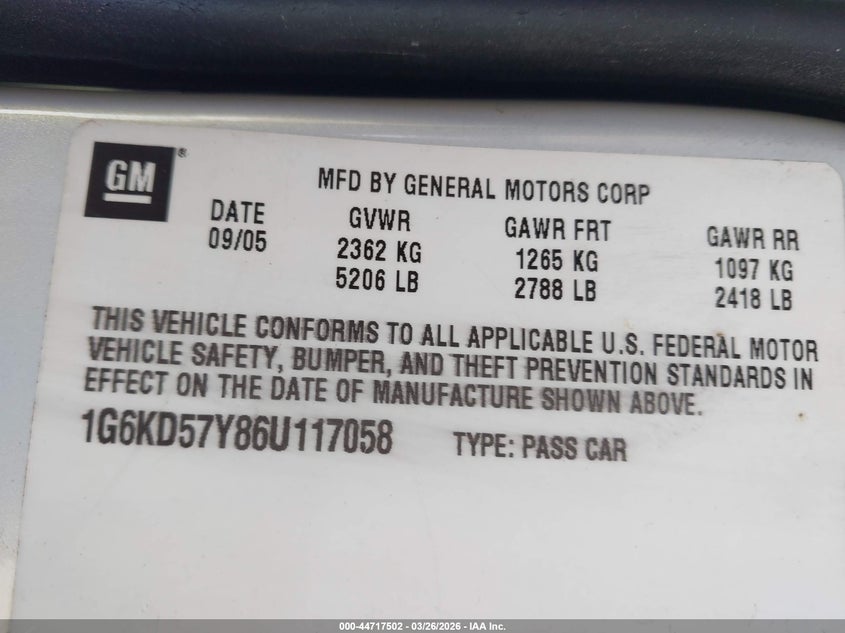 GM®
MFD BY GENERAL MOTORS CORP
DATE GVWR GAWR FRT GAWR RR
09/05 2362 KG 1265 KG 1097 KG
5206 LB 2788 LB 2418 LB
THIS VEHICLE CONFORMS TO ALL APPLICABLE U.S. FEDERAL MOTOR
VEHICLE SAFETY, BUMPER, AND THEFT PREVENTION STANDARDS IN
EFFECT ON THE DATE OF MANUFACTURE SHOWN ABOVE.
1G6KD57Y86U117058 TYPE: PASS CAR
000-44717502 — 03/26/2026 — IAA Inc.